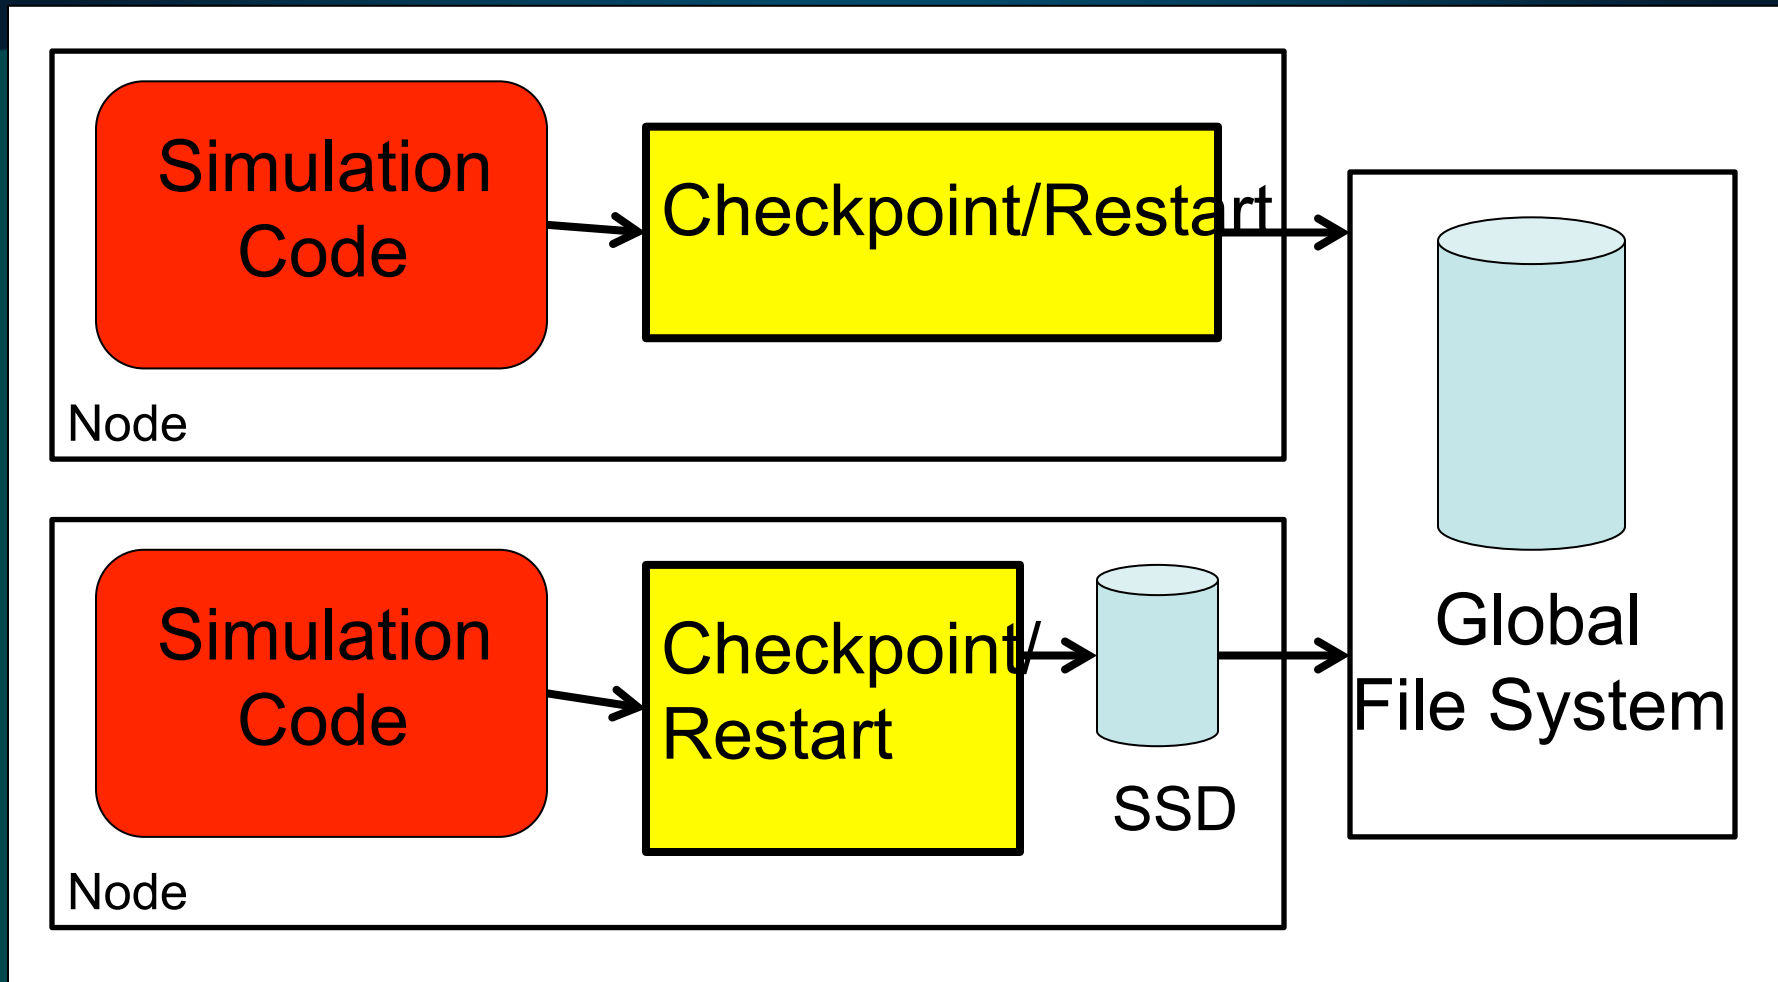 Simulation
Code
Checkpoint/Restart
Node
Simulation
Code
Checkpoint/
Restart
SSD
Node
Global
File System